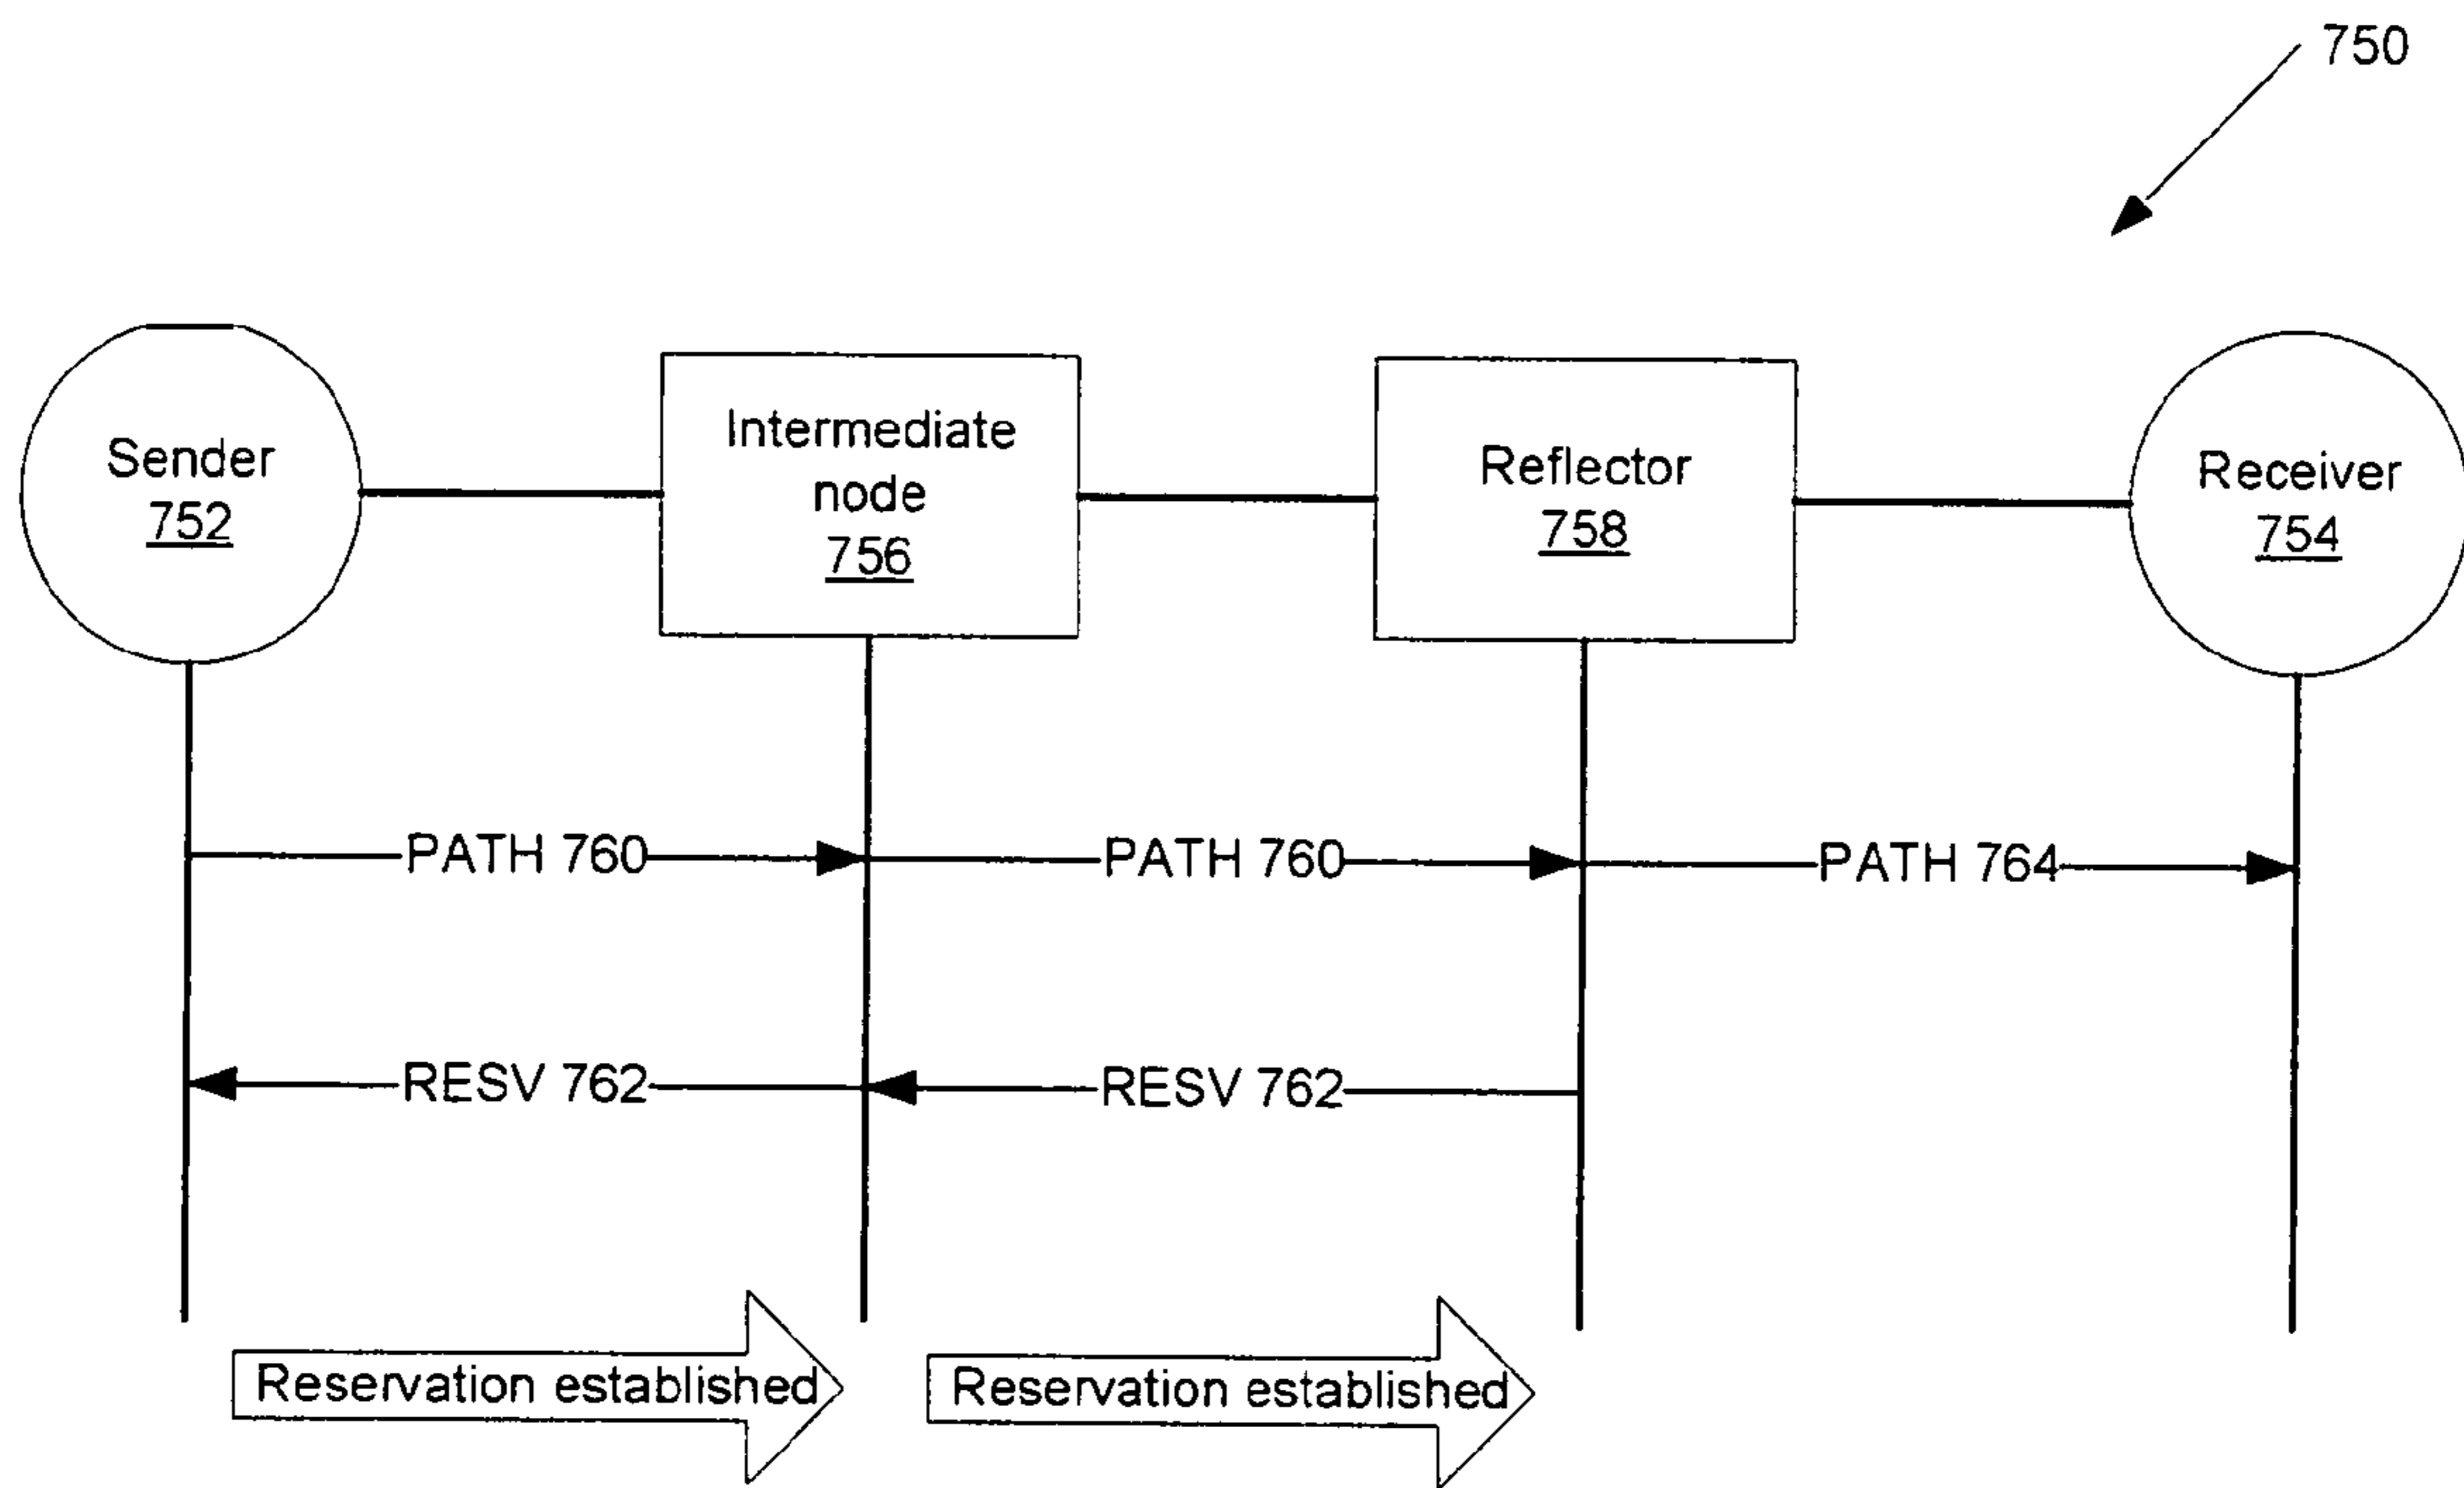 750
Sender
752
Intermediate
node
756
Reflector
758
Receiver
754
PATH 760
PATH 760
PATH 764
RESV 762
RESV 762
Reservation established
Reservation established